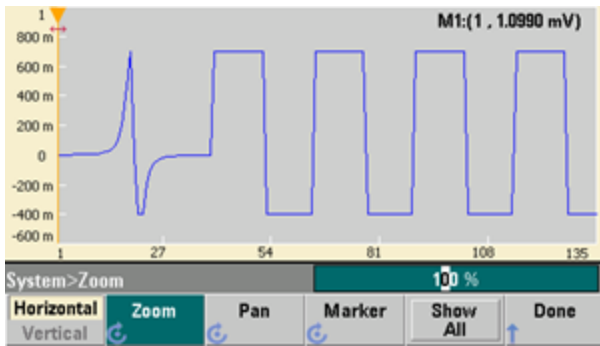 1
M1:(1 , 1.0990 mV)
800 m
600 m
400 m
200 m
0
-200 m
-400 m
-600 m
1 27 54 81 108 135
System>Zoom 100 %
Horizontal Vertical
Zoom
Pan
Marker
Show All
Done